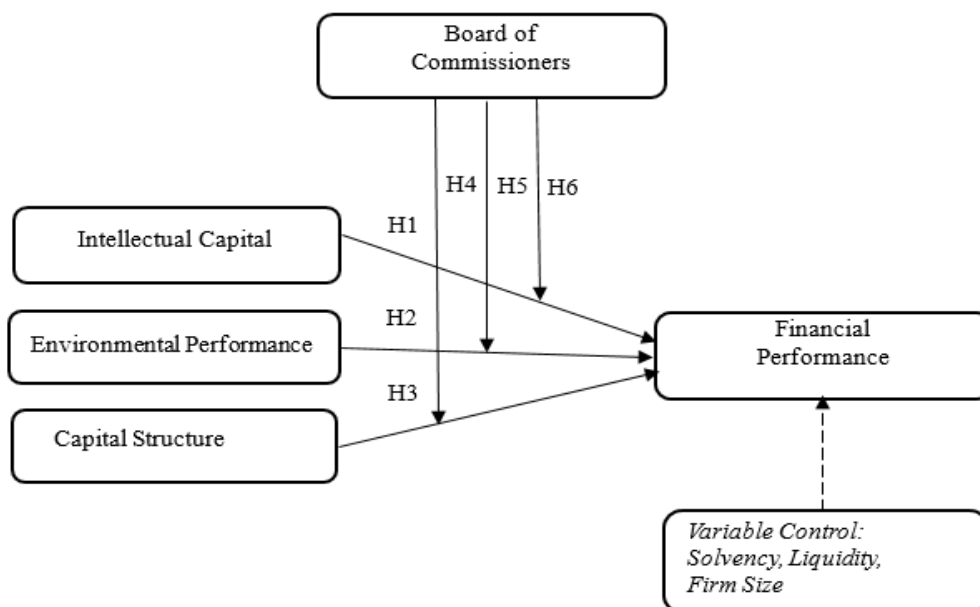 Board of
Commissioners
H4
H5
H6
H1
Intellectual Capital
H2
Environmental Performance
Financial
Performance
H3
Capital Structure
Variable Control:
Solvency, Liquidity,
Firm Size